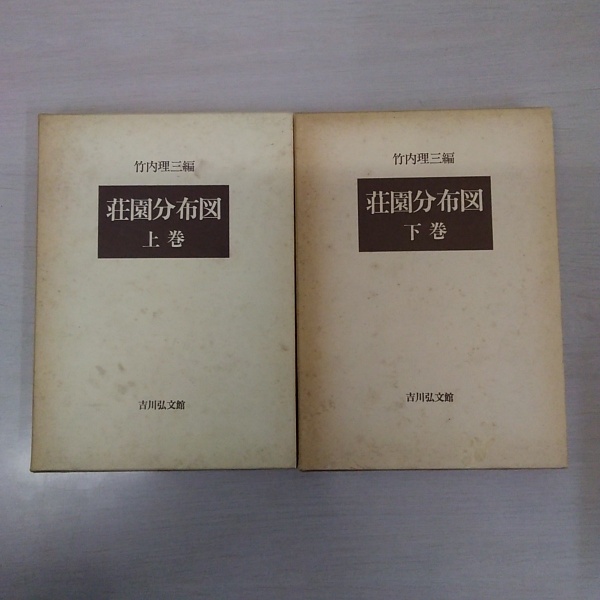 竹内理三編
荘園分布図
上巻
吉川弘文館
竹内理三編
荘園分布図
下巻
吉川弘文館